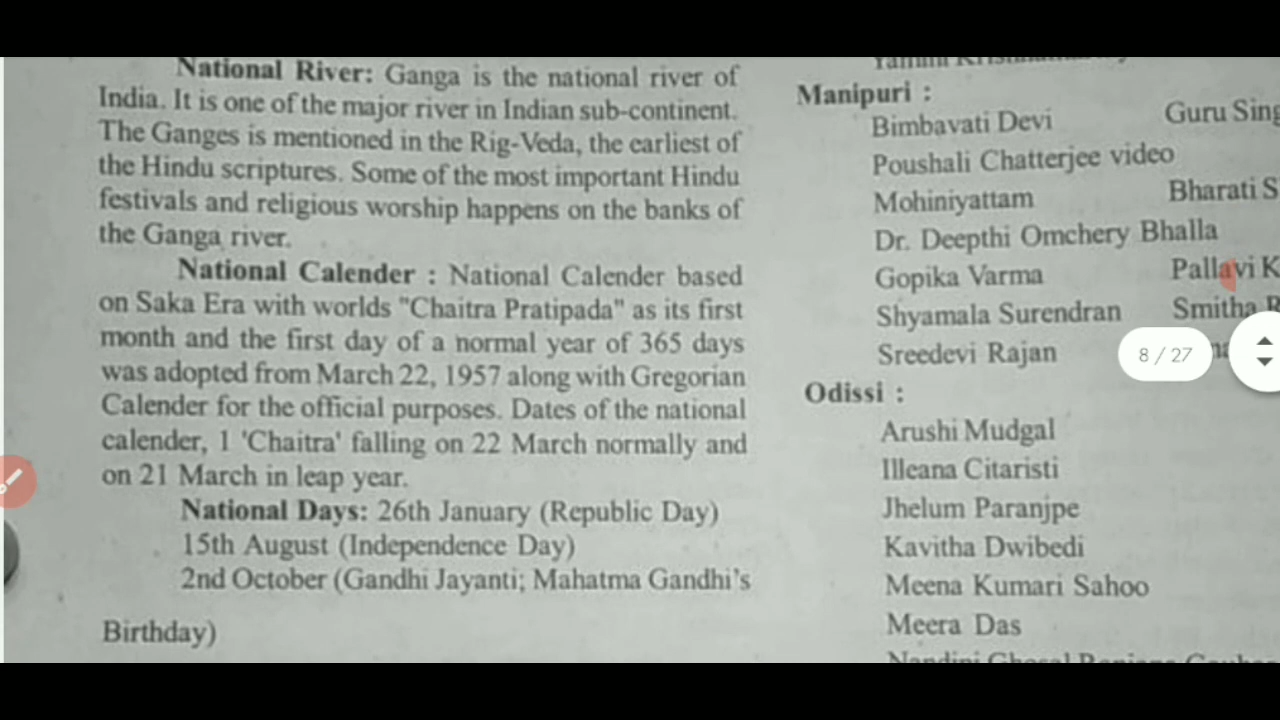 National River: Ganga is the national river of
India. It is one of the major river in Indian sub-continent.
The Ganges is mentioned in the Rig-Veda, the earliest of
the Hindu scriptures. Some of the most important Hindu
festivals and religious worship happens on the banks of
the Ganga river.
National Calender : National Calender based
on Saka Era with worlds "Chaitra Pratipada" as its first
month and the first day of a normal year of 365 days
was adopted from March 22, 1957 along with Gregorian
Calender for the official purposes. Dates of the national
calender, 1 'Chaitra' falling on 22 March normally and
on 21 March in leap year.
National Days: 26th January (Republic Day)
15th August (Independence Day)
2nd October (Gandhi Jayanti; Mahatma Gandhi's
Birthday)
Manipuri :
Bimbavati Devi Guru Sing
Poushali Chatterjee video
Mohiniyattam Bharati S
Dr. Deepthi Omchery Bhalla
Gopika Varma Pallavi K
Shyamala Surendran Smitha
Sreedevi Rajan
8 / 27
Odissi :
Arushi Mudgal
Illeana Citaristi
Jhelum Paranjpe
Kavitha Dwibedi
Meena Kumari Sahoo
Meera Das